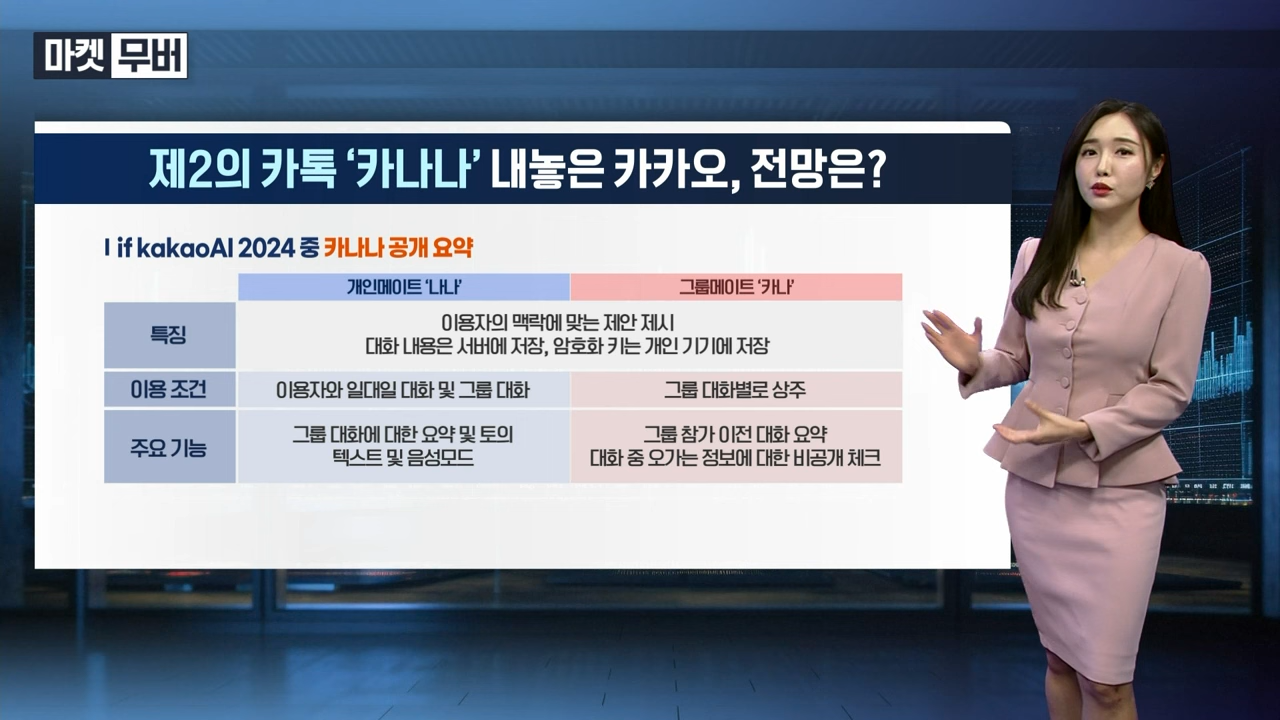 마켓무버
제2의 카톡 ‘카나나’ 내놓은 카카오, 전망은?
l if kakaoAI 2024 중 카나나 공개 요약
개인메이트 ‘나나’ 그룹메이트 ‘카나’
특징
이용자의 맥락에 맞는 제안 제시
대화 내용은 서버에 저장, 암호화 키는 개인 기기에 저장
이용 조건 이용자와 일대일 대화 및 그룹 대화 그룹 대화별로 상주
주요 기능
그룹 대화에 대한 요약 및 토의
텍스트 및 음성모드
그룹 참가 이전 대화 요약
대화 중 오가는 정보에 대한 비공개 체크